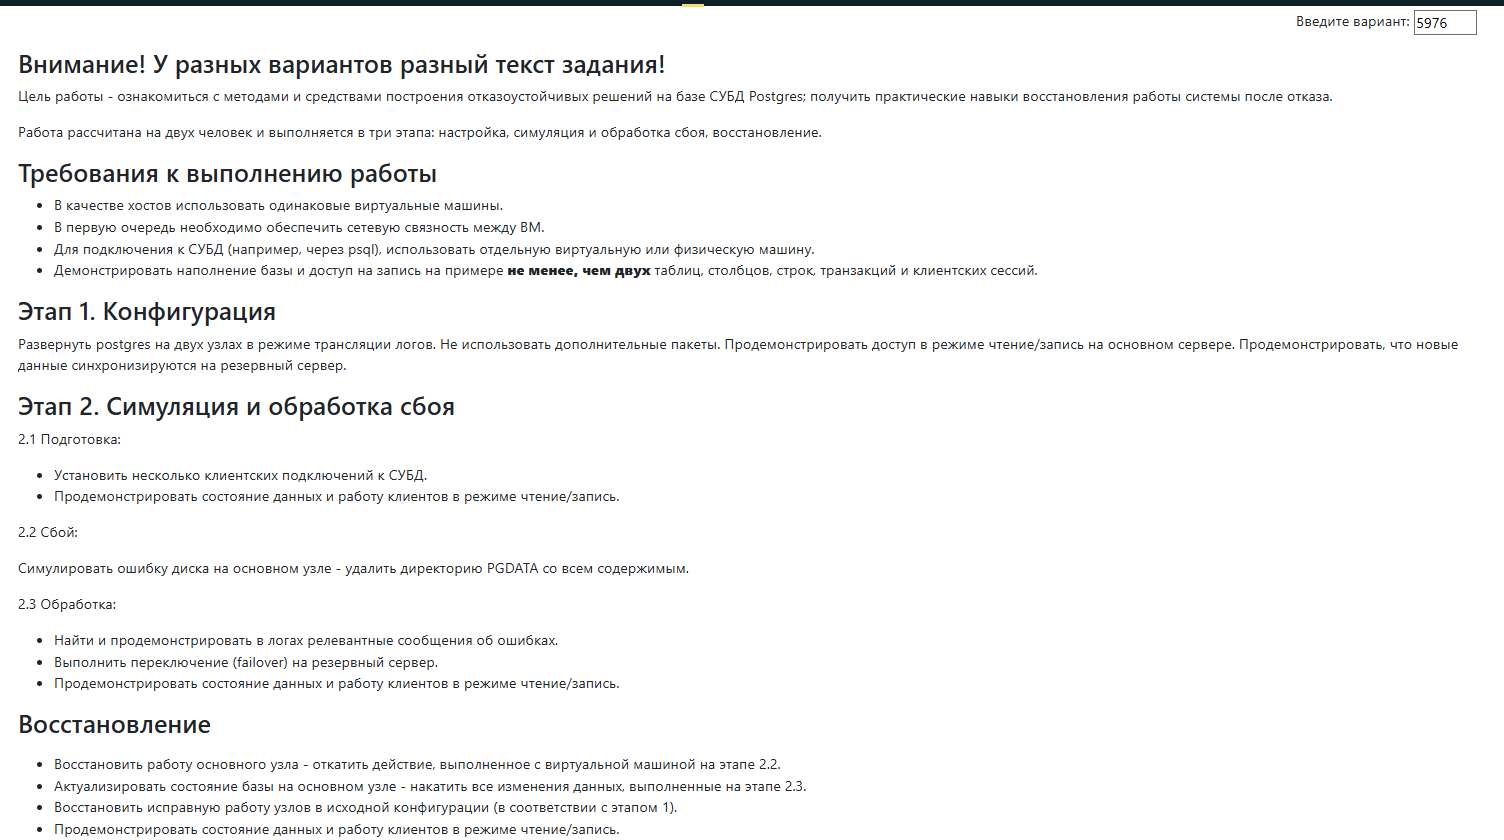 Введите вариант: 5976
Внимание! У разных вариантов разный текст задания!
Цель работы - ознакомиться с методами и средствами построения отказоустойчивых решений на базе СУБД Postgres; получить практические навыки восстановления работы системы после отказа.
Работа рассчитана на двух человек и выполняется в три этапа: настройка, симуляция и обработка сбоя, восстановление.
Требования к выполнению работы
• В качестве хостов использовать одинаковые виртуальные машины.
• В первую очередь необходимо обеспечить сетевую связность между ВМ.
• Для подключения к СУБД (например, через psql), использовать отдельную виртуальную или физическую машину.
• Демонстрировать наполнение базы и доступ на запись на примере не менее, чем двух таблиц, столбцов, строк, транзакций и клиентских сессий.
Этап 1. Конфигурация
Развернуть postgres на двух узлах в режиме трансляции логов. Не использовать дополнительные пакеты. Продемонстрировать доступ в режиме чтение/запись на основном сервере. Продемонстрировать, что новые
данные синхронизируются на резервный сервер.
Этап 2. Симуляция и обработка сбоя
2.1 Подготовка:
• Установить несколько клиентских подключений к СУБД.
• Продемонстрировать состояние данных и работу клиентов в режиме чтение/запись.
2.2 Сбой:
Симулировать ошибку диска на основном узле - удалить директорию PGDATA со всем содержимым.
2.3 Обработка:
• Найти и продемонстрировать в логах релевантные сообщения об ошибках.
• Выполнить переключение (failover) на резервный сервер.
• Продемонстрировать состояние данных и работу клиентов в режиме чтение/запись.
Восстановление
• Восстановить работу основного узла - откатить действие, выполненное с виртуальной машиной на этапе 2.2.
• Актуализировать состояние базы на основном узле - накатить все изменения данных, выполненные на этапе 2.3.
• Восстановить исправную работу узлов в исходной конфигурации (в соответствии с этапом 1).
• Продемонстрировать состояние данных и работу клиентов в режиме чтение/запись.